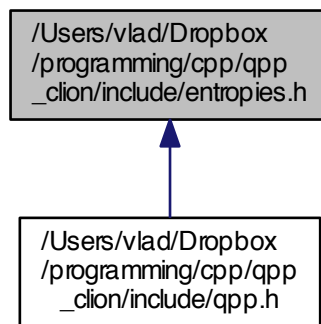 /Users/vlad/Dropbox
/programming/cpp/qpp
_clion/include/entropies.h
/Users/vlad/Dropbox
/programming/cpp/qpp
_clion/include/qpp.h